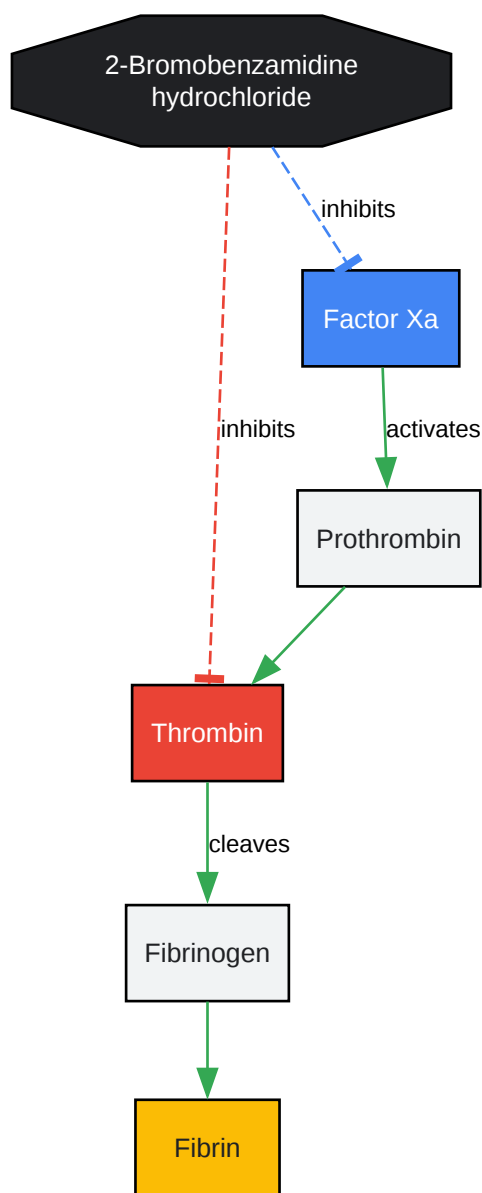 2-Bromobenzamidine
hydrochloride
inhibits
Factor Xa
inhibits
activates
Prothrombin
Thrombin
cleaves
Fibrinogen
Fibrin